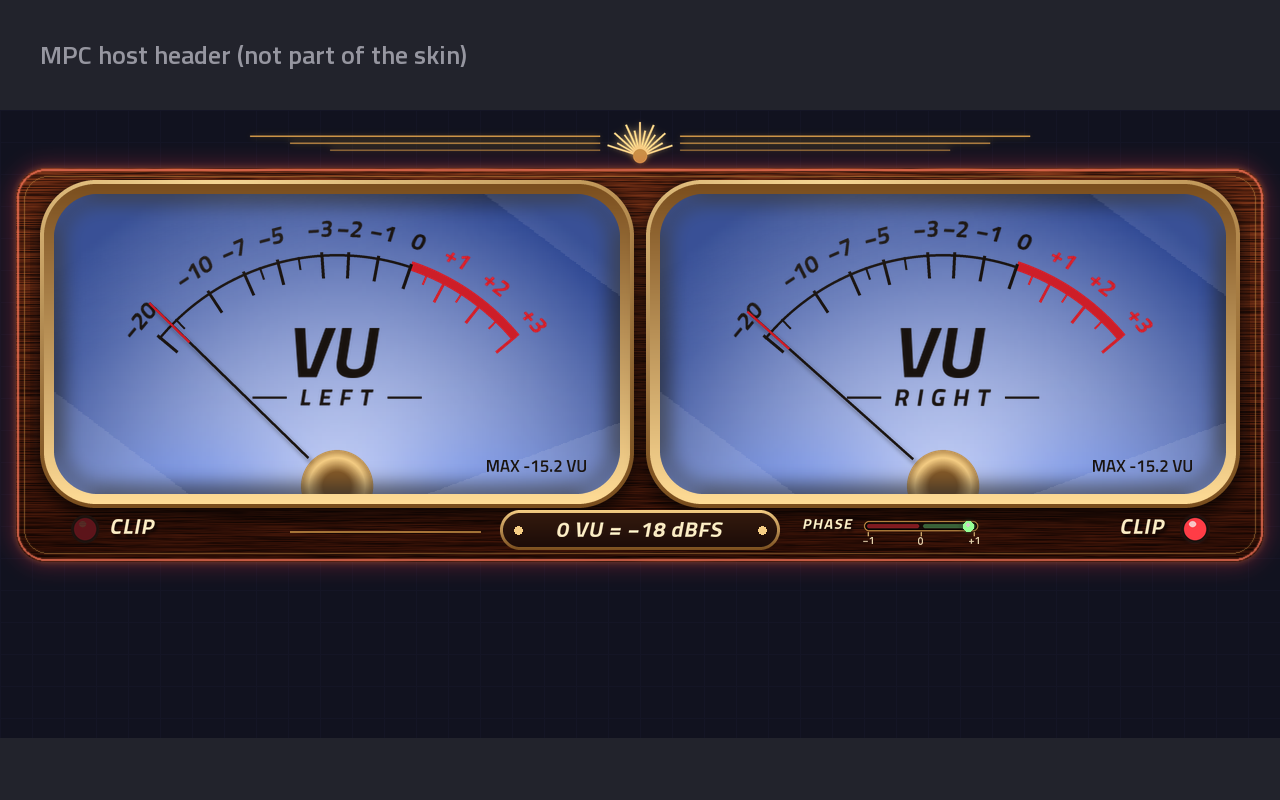 MPC host header (not part of the skin)
-20 -10 -7 -5 -3 -2 -1 0 +1 +2 +3
VU
LEFT
MAX -15.2 VU
-20 -10 -7 -5 -3 -2 -1 0 +1 +2 +3
VU
RIGHT
MAX -15.2 VU
CLIP
0 VU = -18 dBFS
PHASE
-1 0 +1
CLIP